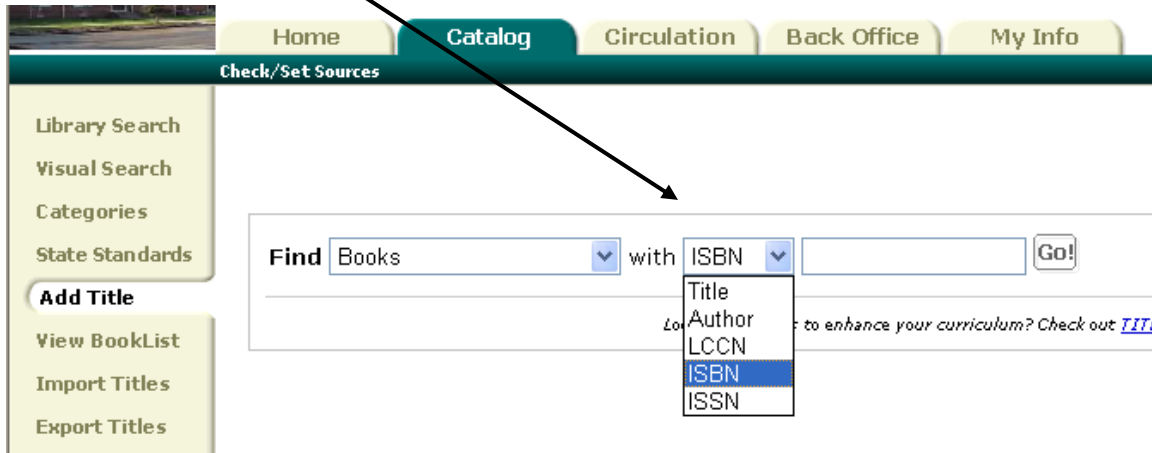 Home Catalog Circulation Back Office My Info
Check/Set Sources
Library Search
Visual Search
Categories
State Standards
Add Title
View BookList
Import Titles
Export Titles
Find Books with ISBN Go!
Title
Author
LCCN
ISBN
ISSN
to enhance your curriculum? Check out